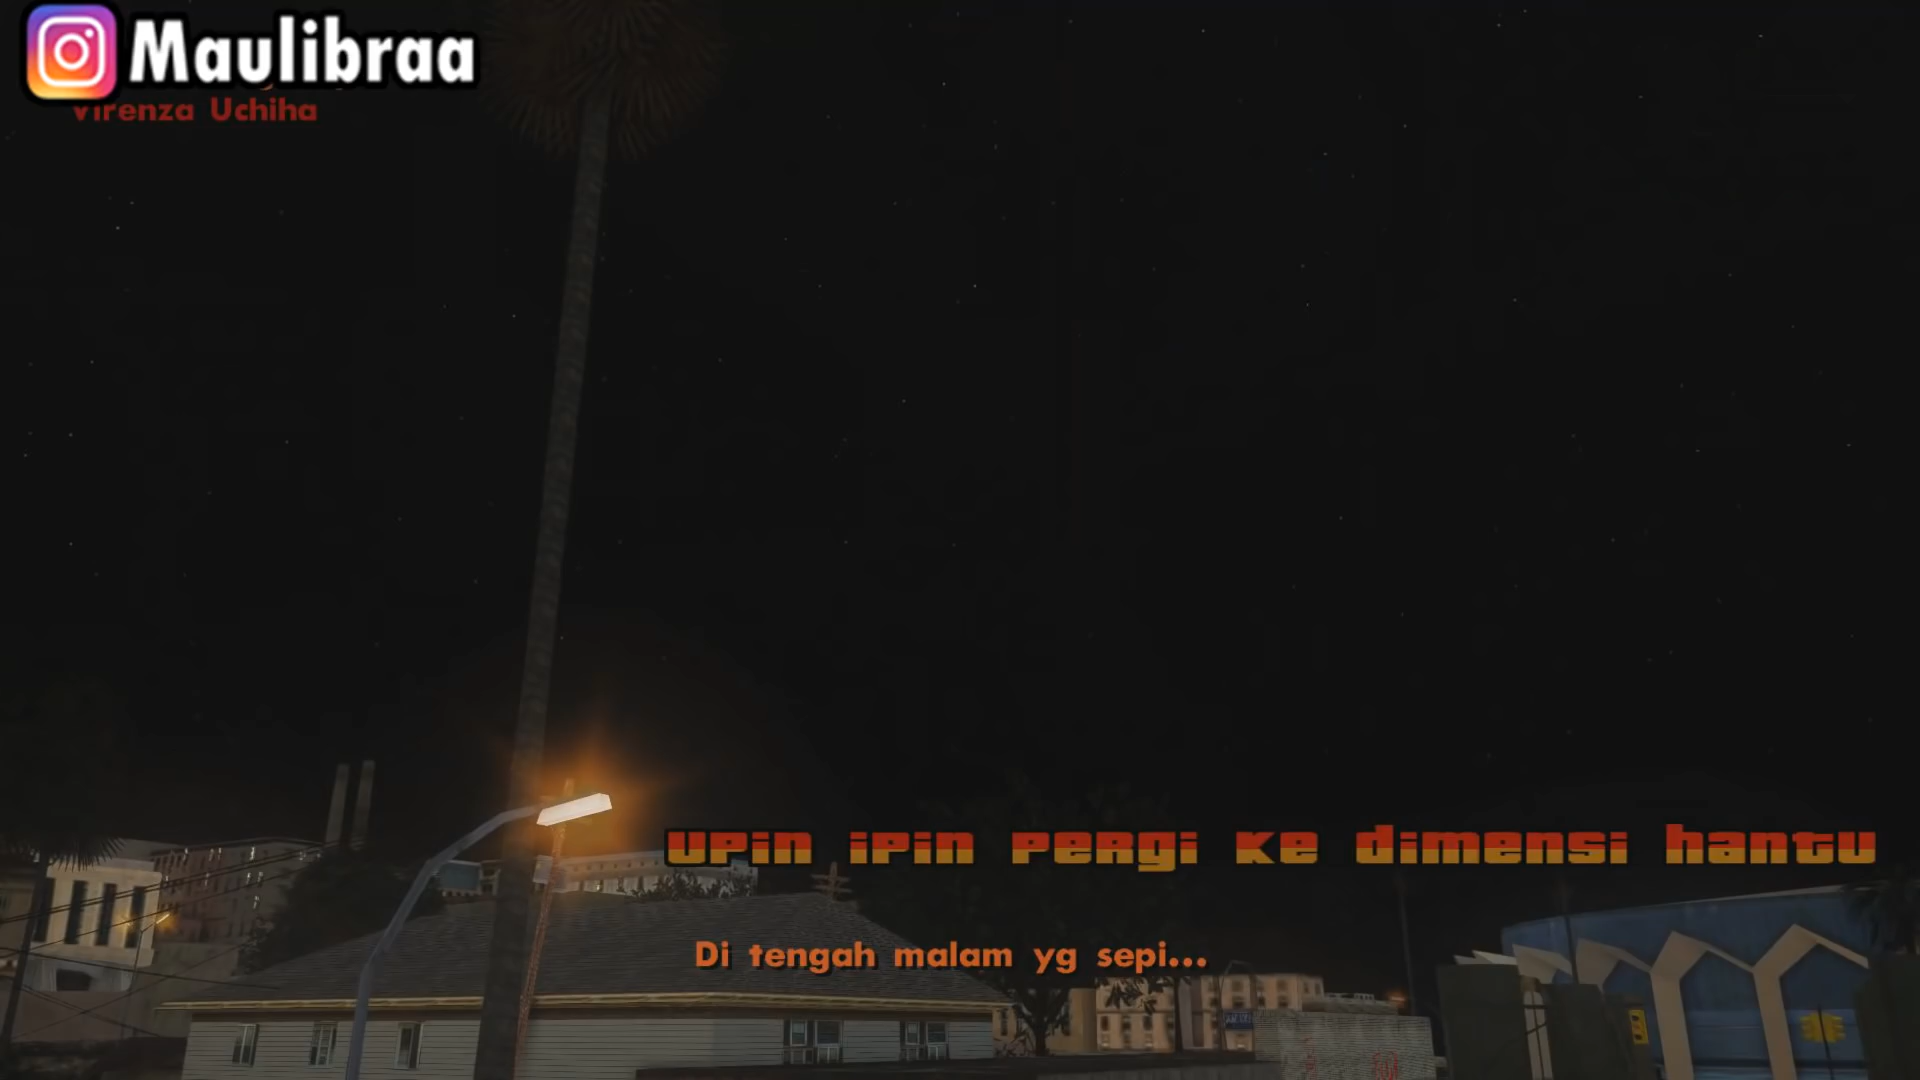 Maulibraa
Virenza Uchiha
Upin ipin pergi ke dimensi hantu
Di tengah malam yg sepi...